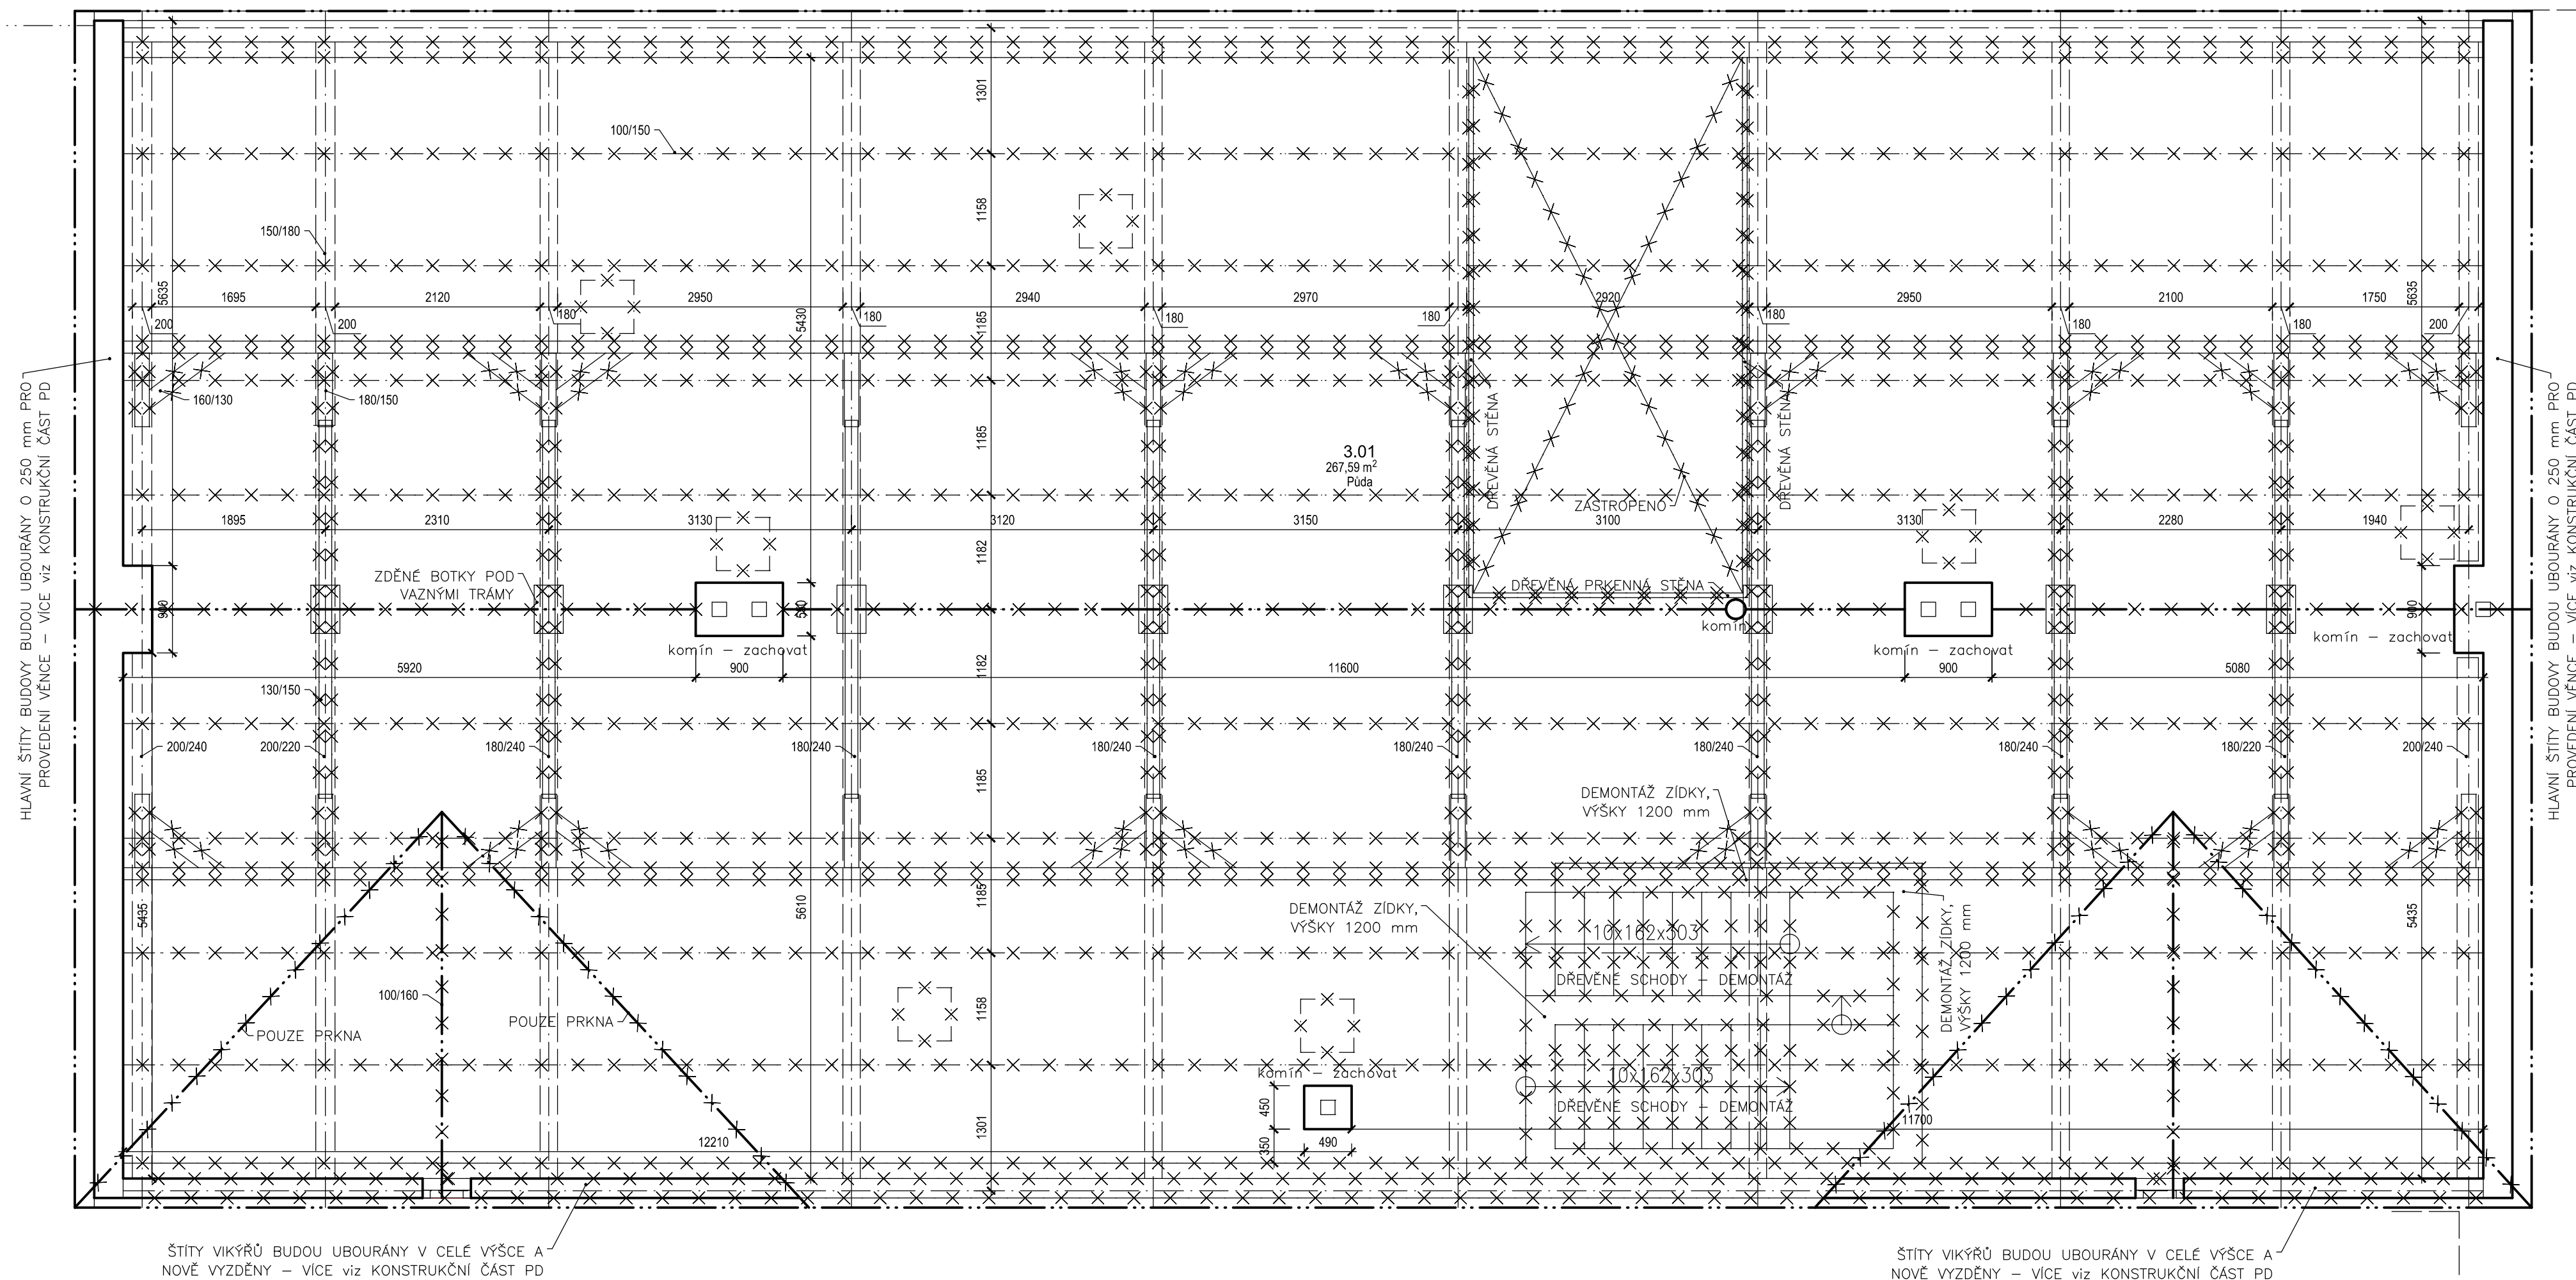 1301
100/150
1158
150/180
5635
1695
2120
2950
2940
2970
2920
2950
2100
1750
5635
200
200
180
180
180
180
180
180
180
200
5430
1185
160/130
180/150
HLAVNÍ ŠTÍTY BUDOVY BUDOU UBOURÁNY O 250 mm PRO
PROVEDENÍ VĚNCE – VÍCE viz KONSTRUKČNÍ ČÁST PD
DŘEVĚNÁ STĚNA
DŘEVĚNÁ STĚNA
HLAVNÍ ŠTÍTY BUDOVY BUDOU UBOURÁNY O 250 mm PRO
PROVEDENÍ VĚNCE – VÍCE viz KONSTRUKČNÍ ČÁST PD
1185
3.01
267,59 m²
Půda
ZASTROPENO
1895
2310
3130
3120
3150
3100
3130
2280
1940
1182
ZDĚNÉ BOTKY POD
VAZNÝMI TRÁMY
DŘEVĚNÁ PRKENNÁ STĚNA
900
500
900
komín
komín – zachovat
komín – zachovat
komín – zachovat
5920
900
1182
11600
900
5080
130/150
200/240
200/220
180/240
180/240
180/240
180/240
180/240
180/240
180/220
200/240
1185
DEMONTÁŽ ZÍDKY,
VÝŠKY 1200 mm
5435
5610
1185
DEMONTÁŽ ZÍDKY,
VÝŠKY 1200 mm
10x162x303
DŘEVĚNÉ SCHODY – DEMONTÁŽ
DEMONTÁŽ ZÍDKY,
VÝŠKY 1200 mm
5435
100/160
POUZE PRKNA
POUZE PRKNA
1158
komín – zachovat
10x162x303
DŘEVĚNÉ SCHODY – DEMONTÁŽ
450
350
490
1301
12210
11700
ŠTÍTY VIKÝŘŮ BUDOU UBOURÁNY V CELÉ VÝŠCE A
NOVĚ VYZDĚNY – VÍCE viz KONSTRUKČNÍ ČÁST PD
ŠTÍTY VIKÝŘŮ BUDOU UBOURÁNY V CELÉ VÝŠCE A
NOVĚ VYZDĚNY – VÍCE viz KONSTRUKČNÍ ČÁST PD